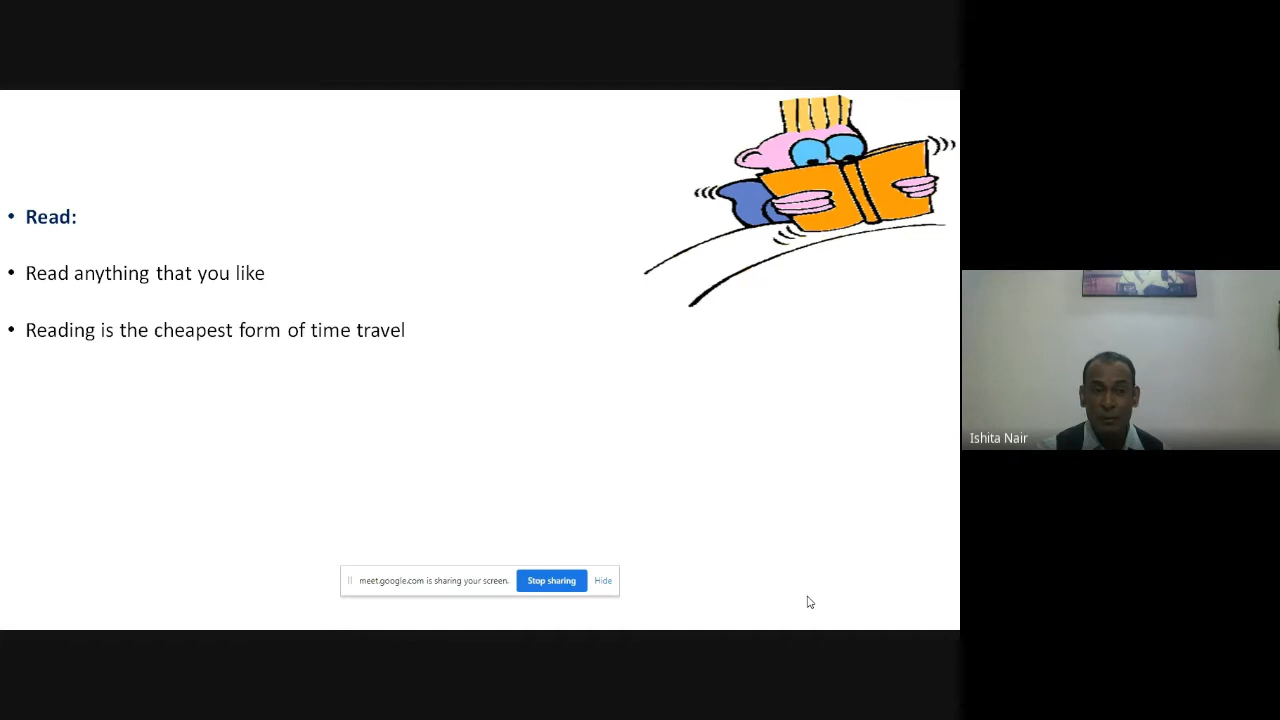 • Read:
• Read anything that you like
• Reading is the cheapest form of time travel
Ishita Nair
meet.google.com is sharing your screen.
Stop sharing
Hide